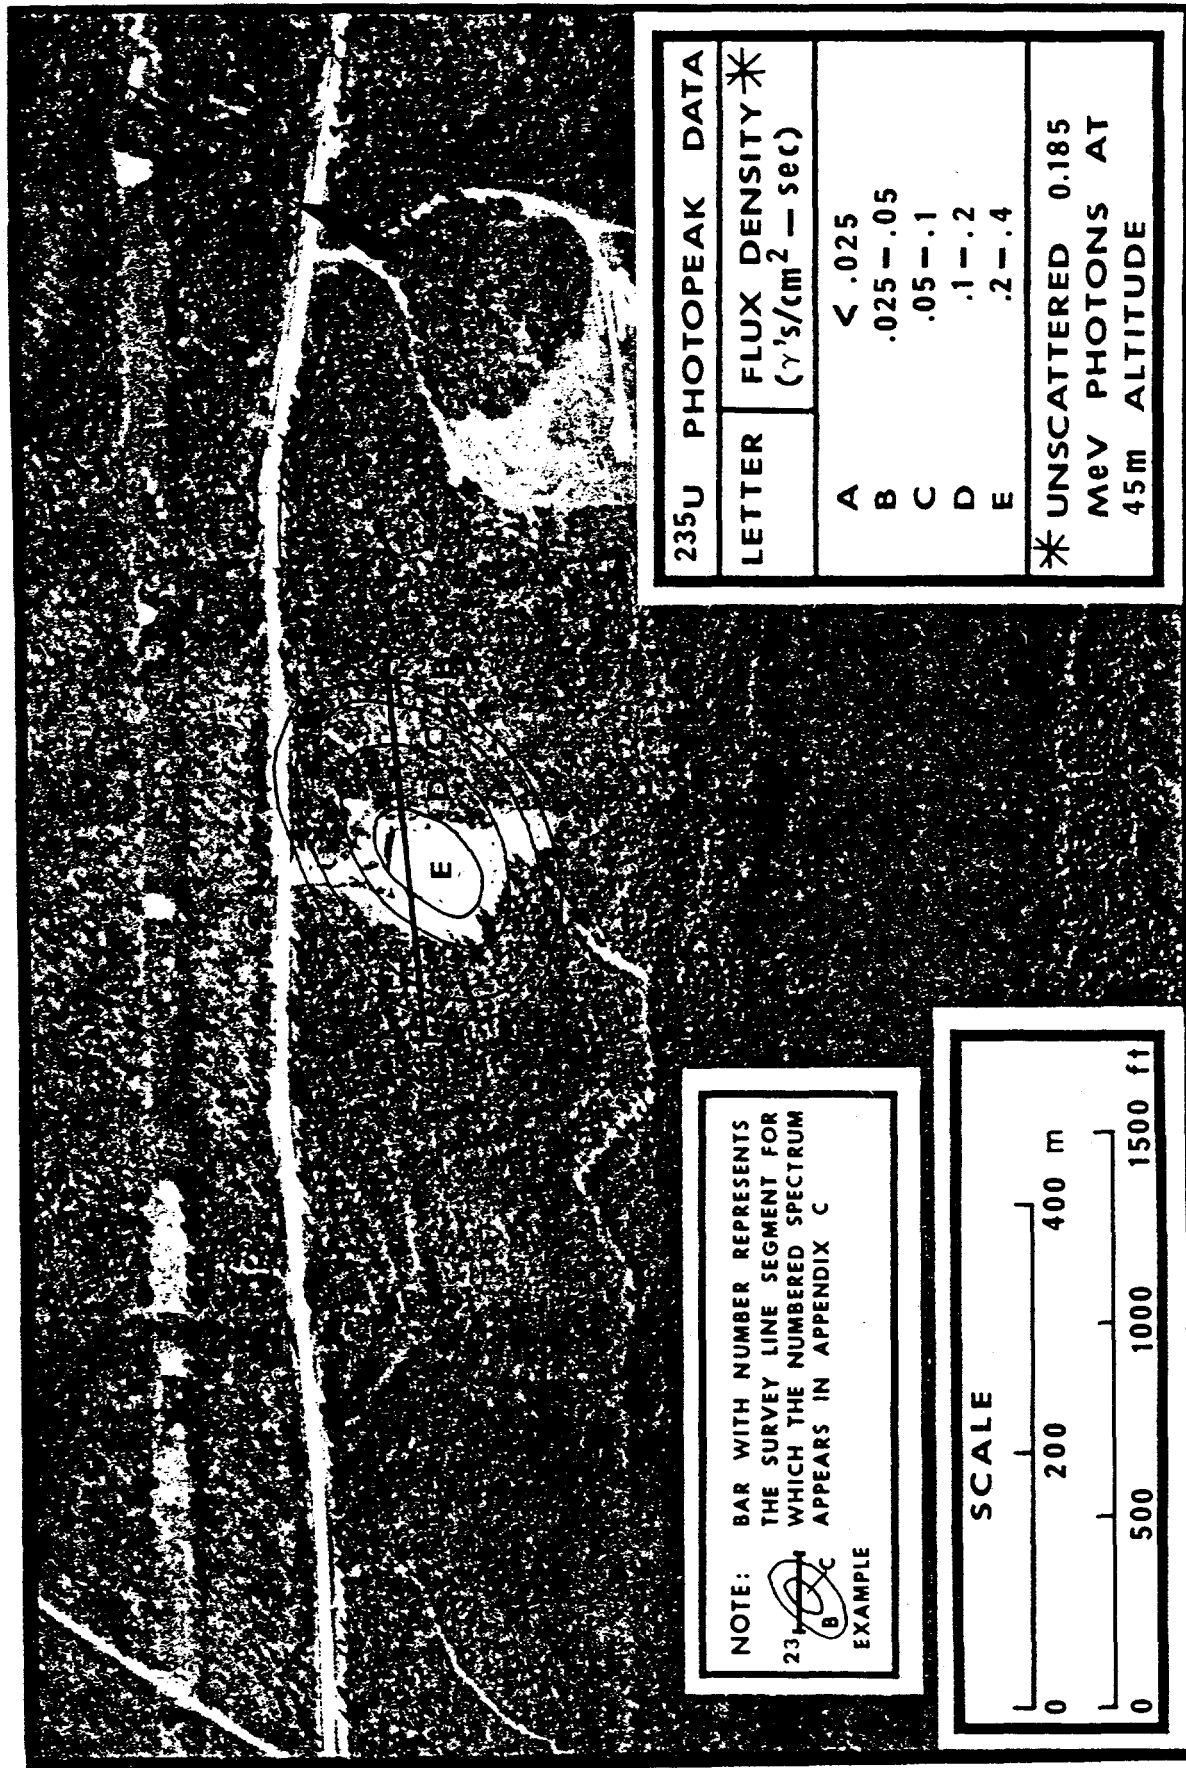 235U PHOTOPEAK DATA
LETTER FLUX DENSITY *
(γ's/cm² – sec)
A < .025
B .025 – .05
C .05 – .1
D .1 – .2
E .2 – .4
* UNSCATTERED 0.185
MeV PHOTONS AT
45m ALTITUDE
E D C B
NOTE: BAR WITH NUMBER REPRESENTS
THE SURVEY LINE SEGMENT FOR
WHICH THE NUMBERED SPECTRUM
APPEARS IN APPENDIX C
23
B C
EXAMPLE
SCALE
0 200 400 m
0 500 1000 1500 ft